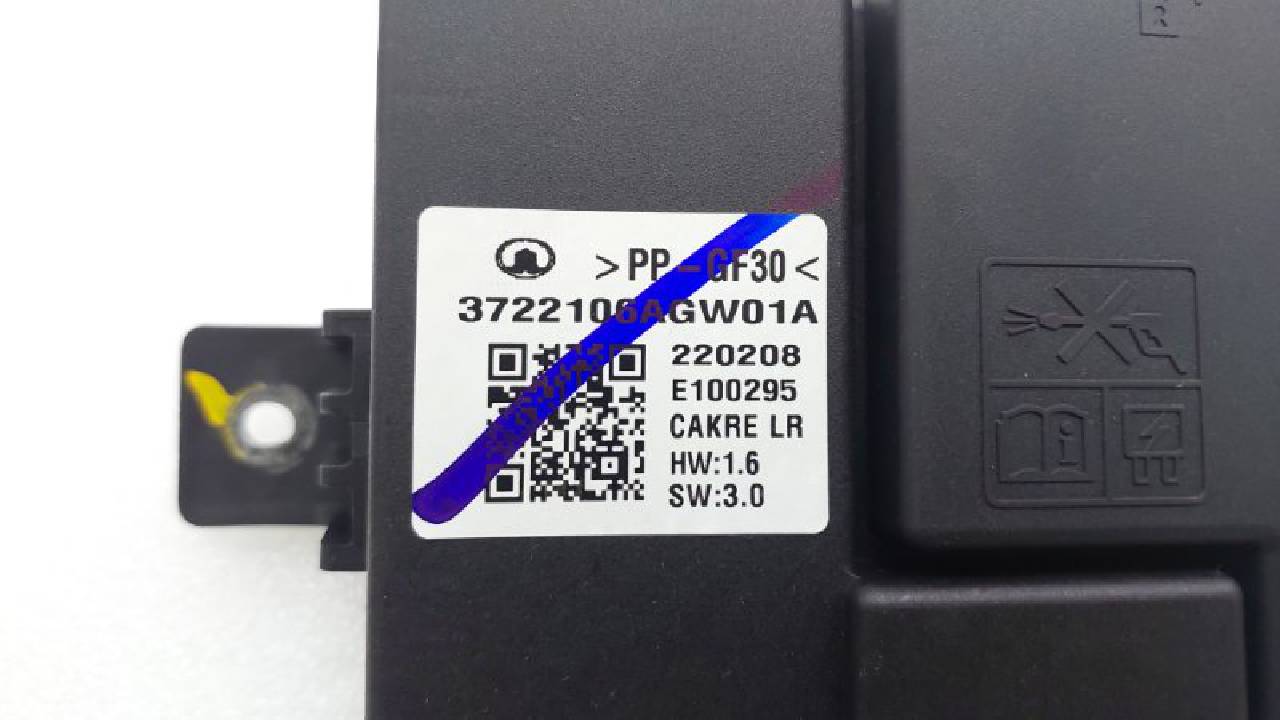 R
>PP-GF30<
3722106AGW01A
220208
E100295
CAKRE LR
HW:1.6
SW:3.0